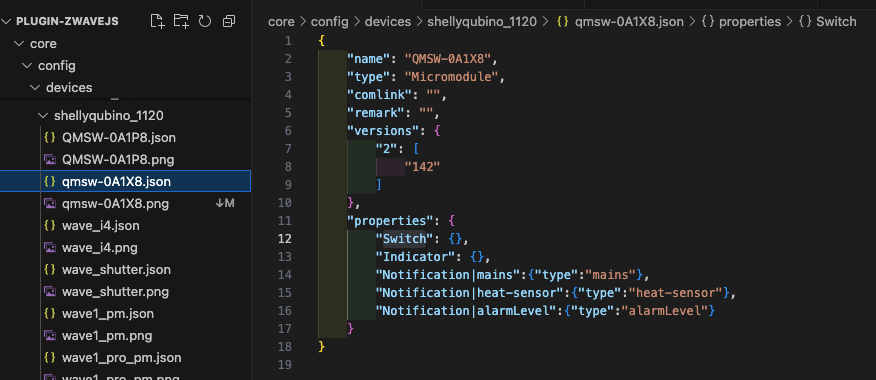 PLUGIN-ZWAVEJS
core
config
devices
shellyqubino_1120
{} QMSW-0A1P8.json
QMSW-0A1P8.png
{} qmsw-0A1X8.json
qmsw-0A1X8.png ↓M
{} wave_i4.json
wave_i4.png
{} wave_shutter.json
wave_shutter.png
{} wave1_pm.json
wave1_pm.png
{} wave1_pro_pm.json
wave1_pro_pm.png
core > config > devices > shellyqubino_1120 > {} qmsw-0A1X8.json > {} properties > {} Switch
1 {
2 "name": "QMSW-0A1X8",
3 "type": "Micromodule",
4 "comlink": "",
5 "remark": "",
6 "versions": {
7 "2": [
8 "142"
9 ]
10 },
11 "properties": {
12 "Switch": {},
13 "Indicator": {},
14 "Notification|mains":{"type":"mains"},
15 "Notification|heat-sensor":{"type":"heat-sensor"},
16 "Notification|alarmLevel":{"type":"alarmLevel"}
17 }
18 }
19